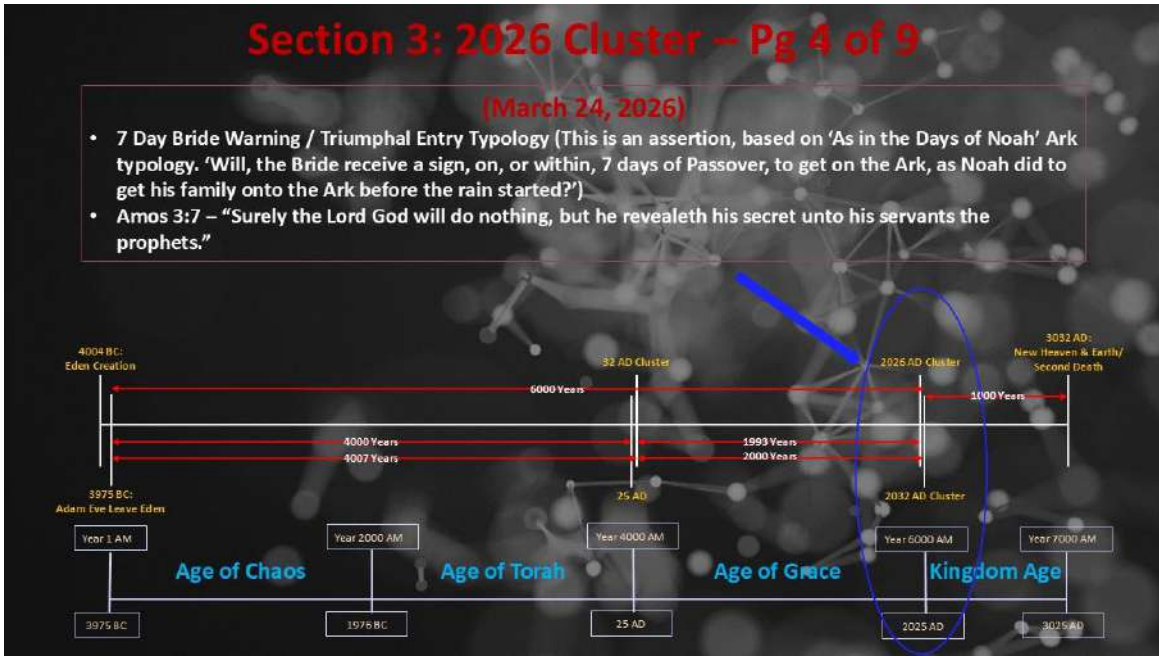 Section 3: 2026 Cluster – Pg 4 of 9
(March 24, 2026)
• 7 Day Bride Warning / Triumphal Entry Typology (This is an assertion, based on ‘As in the Days of Noah’ Ark
typology. ‘Will, the Bride receive a sign, on, or within, 7 days of Passover, to get on the Ark, as Noah did to
get his family onto the Ark before the rain started?’)
• Amos 3:7 – “Surely the Lord God will do nothing, but he revealeth his secret unto his servants the
prophets.”
4004 BC:
Eden Creation
32 AD Cluster
2026 AD Cluster
3032 AD:
New Heaven & Earth/
Second Death
6000 Years
1000 Years
4000 Years
1993 Years
4007 Years
2000 Years
3975 BC:
Adam Eve Leave Eden
25 AD
2032 AD Cluster
Year 1 AM
Year 2000 AM
Year 4000 AM
Year 6000 AM
Year 7000 AM
Age of Chaos
Age of Torah
Age of Grace
Kingdom Age
3975 BC
1976 BC
25 AD
2025 AD
3025 AD